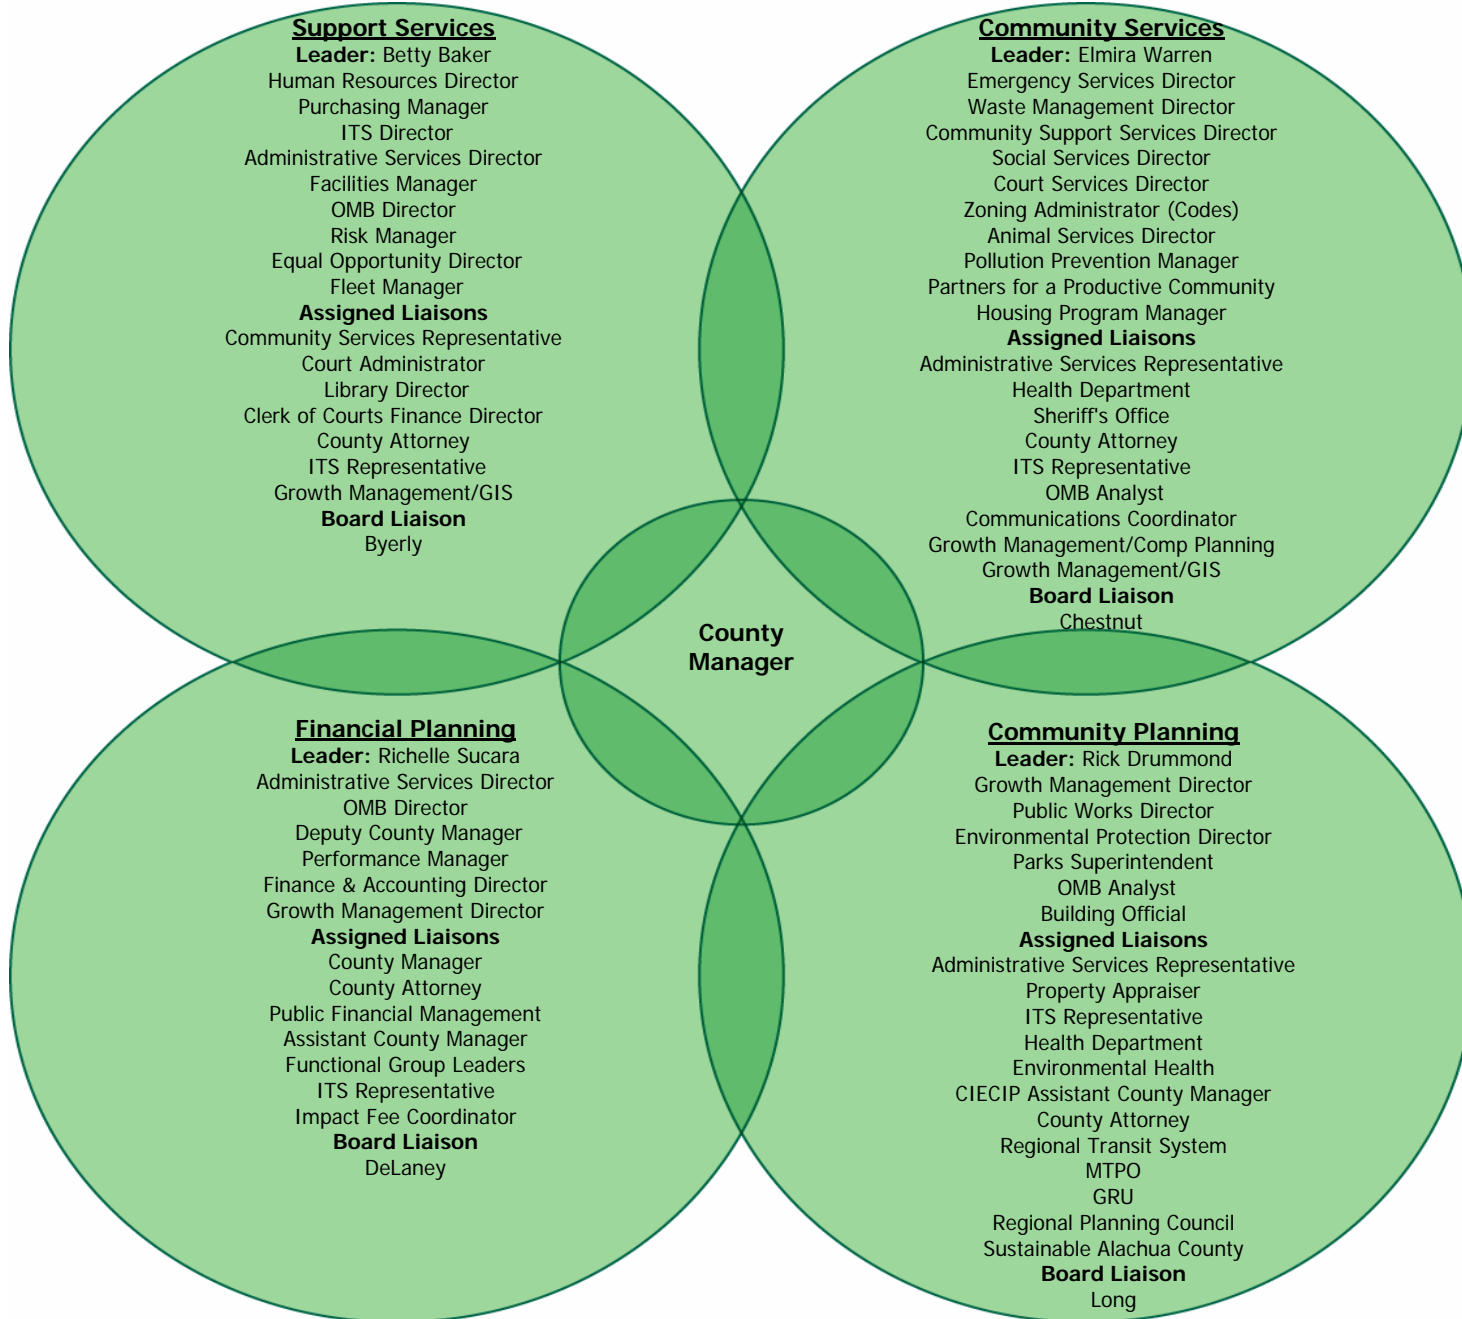 Support Services
Leader: Betty Baker
Human Resources Director
Purchasing Manager
ITS Director
Administrative Services Director
Facilities Manager
OMB Director
Risk Manager
Equal Opportunity Director
Fleet Manager
Assigned Liaisons
Community Services Representative
Court Administrator
Library Director
Clerk of Courts Finance Director
County Attorney
ITS Representative
Growth Management/GIS
Board Liaison
Byerly
Community Services
Leader: Elmira Warren
Emergency Services Director
Waste Management Director
Community Support Services Director
Social Services Director
Court Services Director
Zoning Administrator (Codes)
Animal Services Director
Pollution Prevention Manager
Partners for a Productive Community
Housing Program Manager
Assigned Liaisons
Administrative Services Representative
Health Department
Sheriff's Office
County Attorney
ITS Representative
OMB Analyst
Communications Coordinator
Growth Management/Comp Planning
Growth Management/GIS
Board Liaison
Chestnut
County
Manager
Financial Planning
Leader: Richelle Sucara
Administrative Services Director
OMB Director
Deputy County Manager
Performance Manager
Finance & Accounting Director
Growth Management Director
Assigned Liaisons
County Manager
County Attorney
Public Financial Management
Assistant County Manager
Functional Group Leaders
ITS Representative
Impact Fee Coordinator
Board Liaison
DeLaney
Community Planning
Leader: Rick Drummond
Growth Management Director
Public Works Director
Environmental Protection Director
Parks Superintendent
OMB Analyst
Building Official
Assigned Liaisons
Administrative Services Representative
Property Appraiser
ITS Representative
Health Department
Environmental Health
CIECIP Assistant County Manager
County Attorney
Regional Transit System
MTPO
GRU
Regional Planning Council
Sustainable Alachua County
Board Liaison
Long